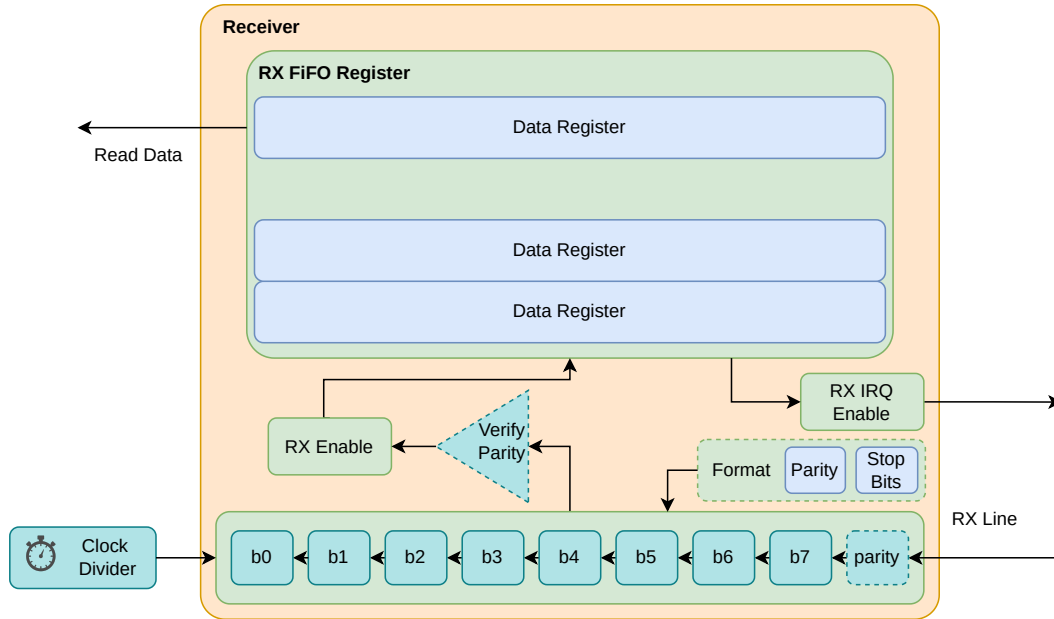 Receiver
RX FiFO Register
Data Register
Read Data
Data Register
Data Register
RX IRQ
Enable
RX Enable
Verify
Parity
Format
Parity
Stop
Bits
RX Line
Clock
Divider
b0
b1
b2
b3
b4
b5
b6
b7
parity